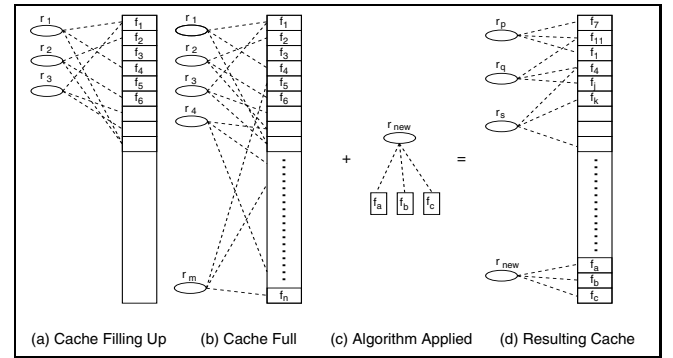 r1
r2
r3
f1
f2
f3
f4
f5
f6
(a) Cache Filling Up
r1
r2
r3
r4
rm
f1
f2
f3
f4
f5
f6
fn
(b) Cache Full
+
rnew
fa
fb
fc
=
(c) Algorithm Applied
rp
rq
rs
rnew
f7
f11
f1
f4
fj
fk
fa
fb
fc
(d) Resulting Cache